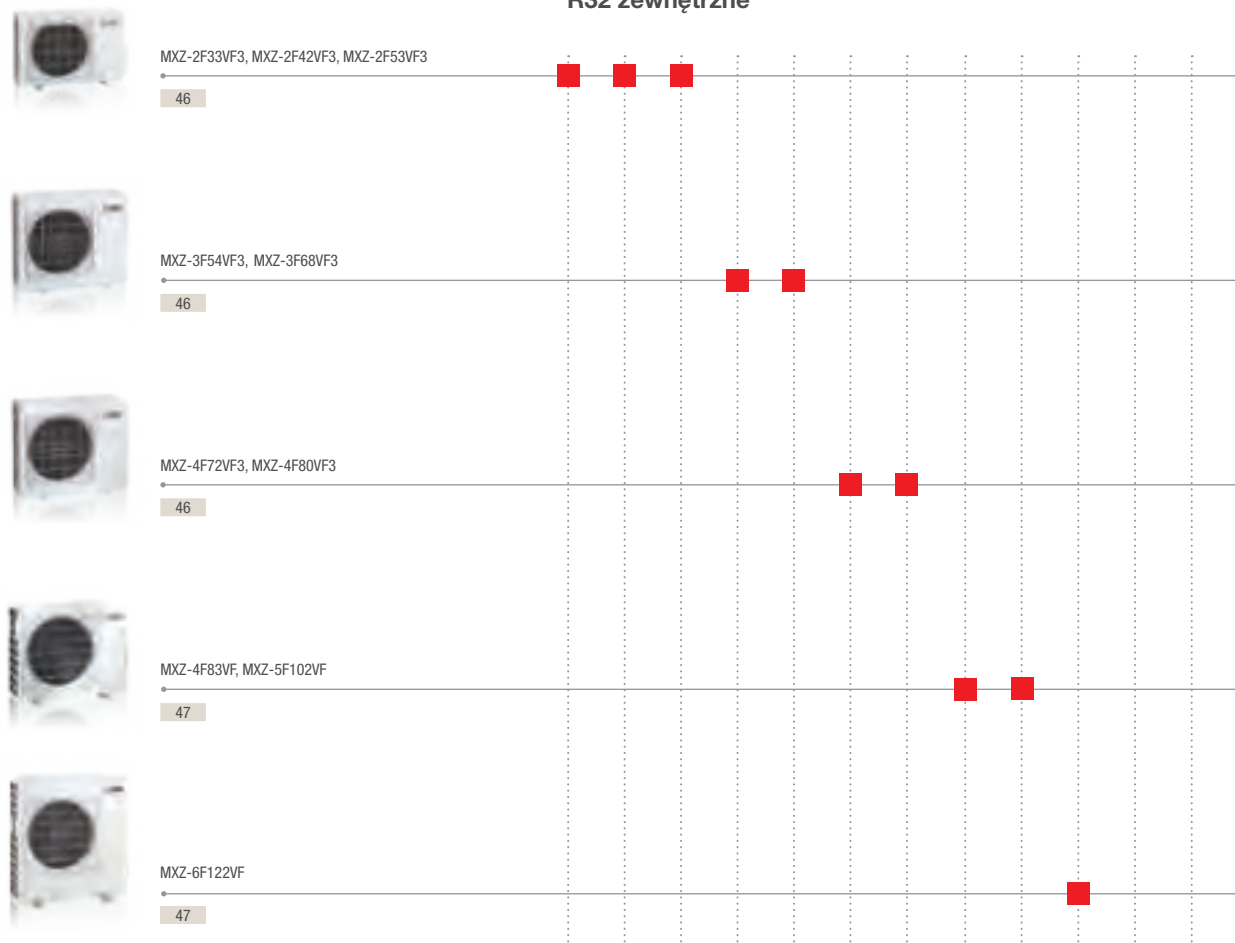 R32 zewnętrzne
MXZ-2F33VF3, MXZ-2F42VF3, MXZ-2F53VF3
46
MXZ-3F54VF3, MXZ-3F68VF3
46
MXZ-4F72VF3, MXZ-4F80VF3
46
MXZ-4F83VF, MXZ-5F102VF
47
MXZ-6F122VF
47